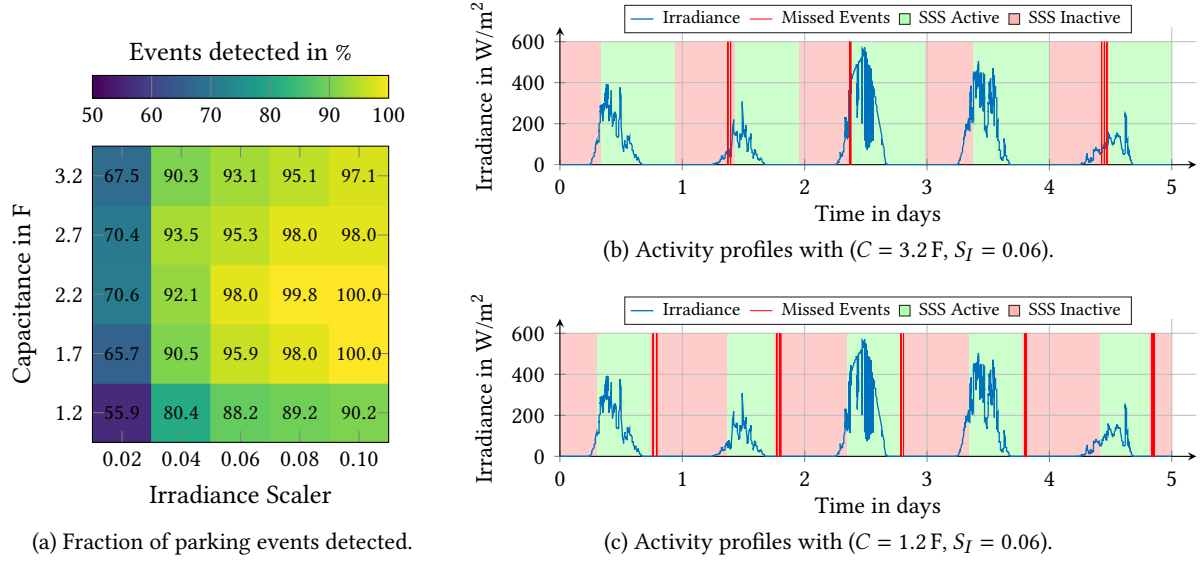 Events detected in %
50 60 70 80 90 100
Capacitance in F
3.2 67.5 90.3 93.1 95.1 97.1
2.7 70.4 93.5 95.3 98.0 98.0
2.2 70.6 92.1 98.0 99.8 100.0
1.7 65.7 90.5 95.9 98.0 100.0
1.2 55.9 80.4 88.2 89.2 90.2
0.02 0.04 0.06 0.08 0.10
Irradiance Scaler
(a) Fraction of parking events detected.
Irradiance Missed Events SSS Active SSS Inactive
Irradiance in W/m²
600
400
200
0
0 1 2 3 4 5
Time in days
(b) Activity profiles with (C = 3.2 F, S_I = 0.06).
Irradiance Missed Events SSS Active SSS Inactive
Irradiance in W/m²
600
400
200
0
0 1 2 3 4 5
Time in days
(c) Activity profiles with (C = 1.2 F, S_I = 0.06).